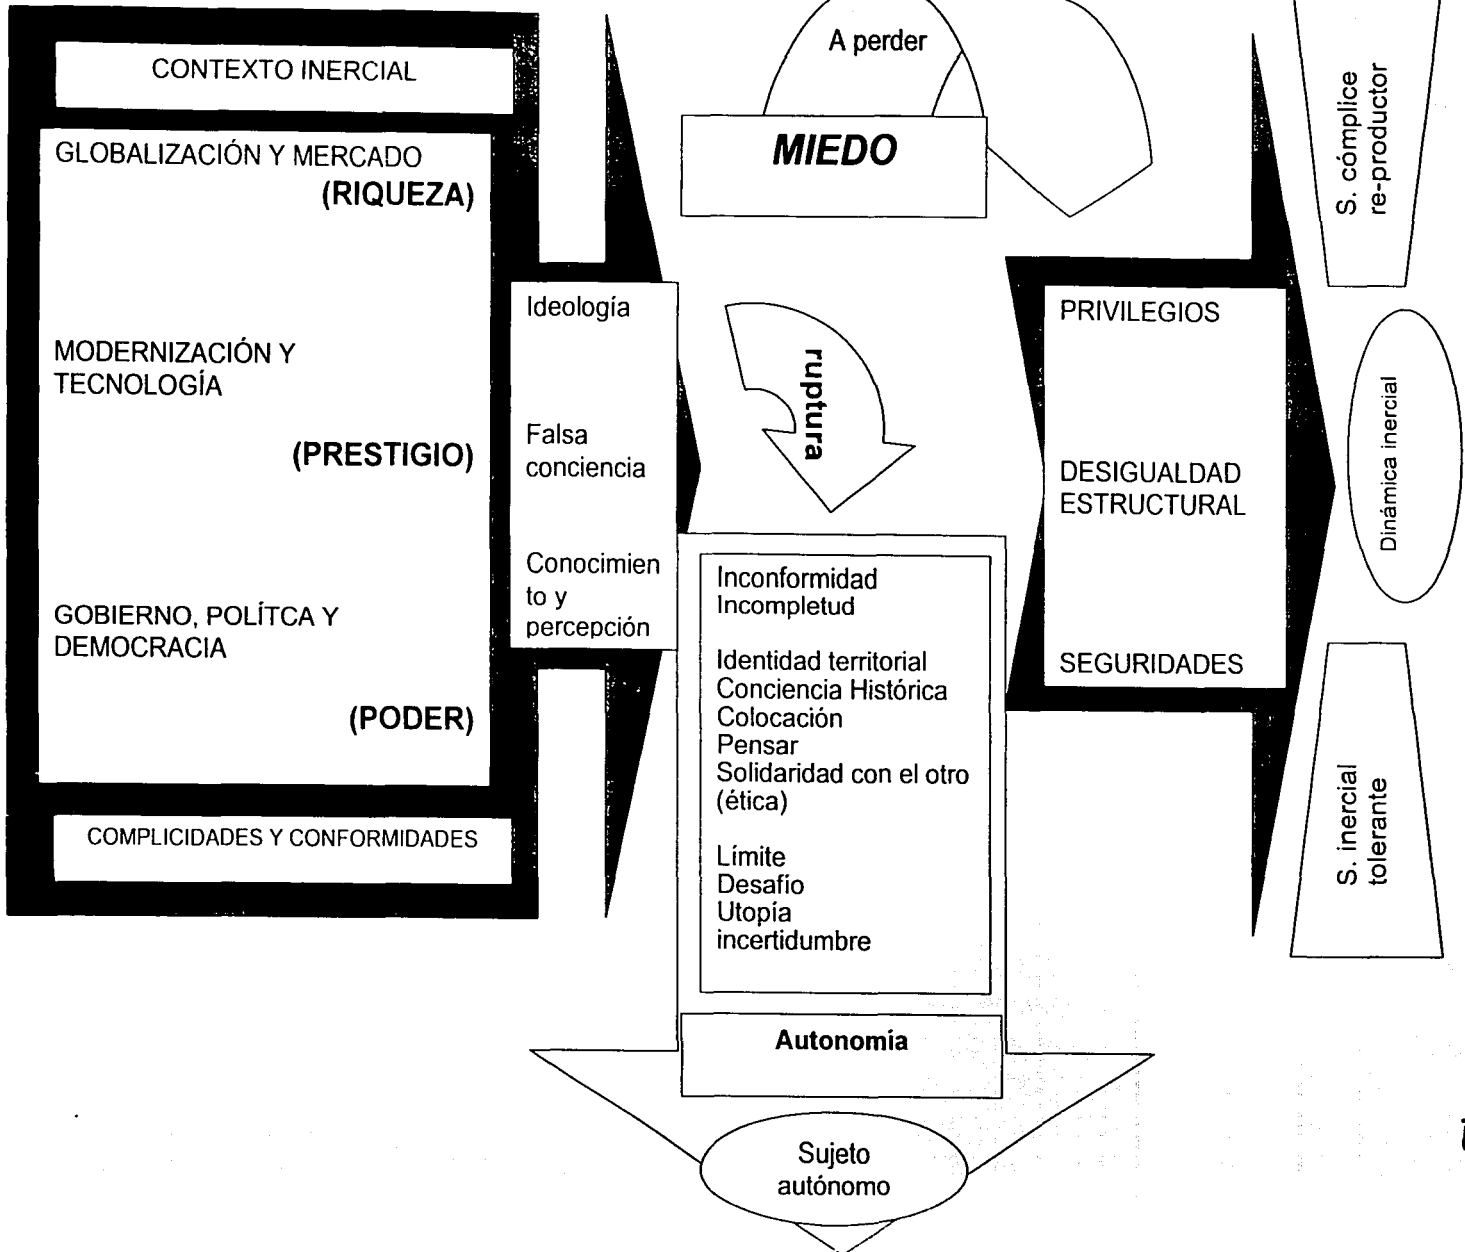 CONTEXTO INERCIAL
GLOBALIZACIÓN Y MERCADO
(RIQUEZA)
MODERNIZACIÓN Y
TECNOLOGÍA
(PRESTIGIO)
GOBIERNO, POLÍTCA Y
DEMOCRACIA
(PODER)
COMPLICIDADES Y CONFORMIDADES
Ideología
Falsa
conciencia
Conocimien
to y
percepción
A perder
MIEDO
ruptura
Inconformidad
Incompletud
Identidad territorial
Conciencia Histórica
Colocación
Pensar
Solidaridad con el otro
(ética)
Límite
Desafío
Utopía
incertidumbre
Autonomía
Sujeto
autónomo
PRIVILEGIOS
DESIGUALDAD
ESTRUCTURAL
SEGURIDADES
S. cómplice
re-productor
Dinámica inercial
S. inercial
tolerante